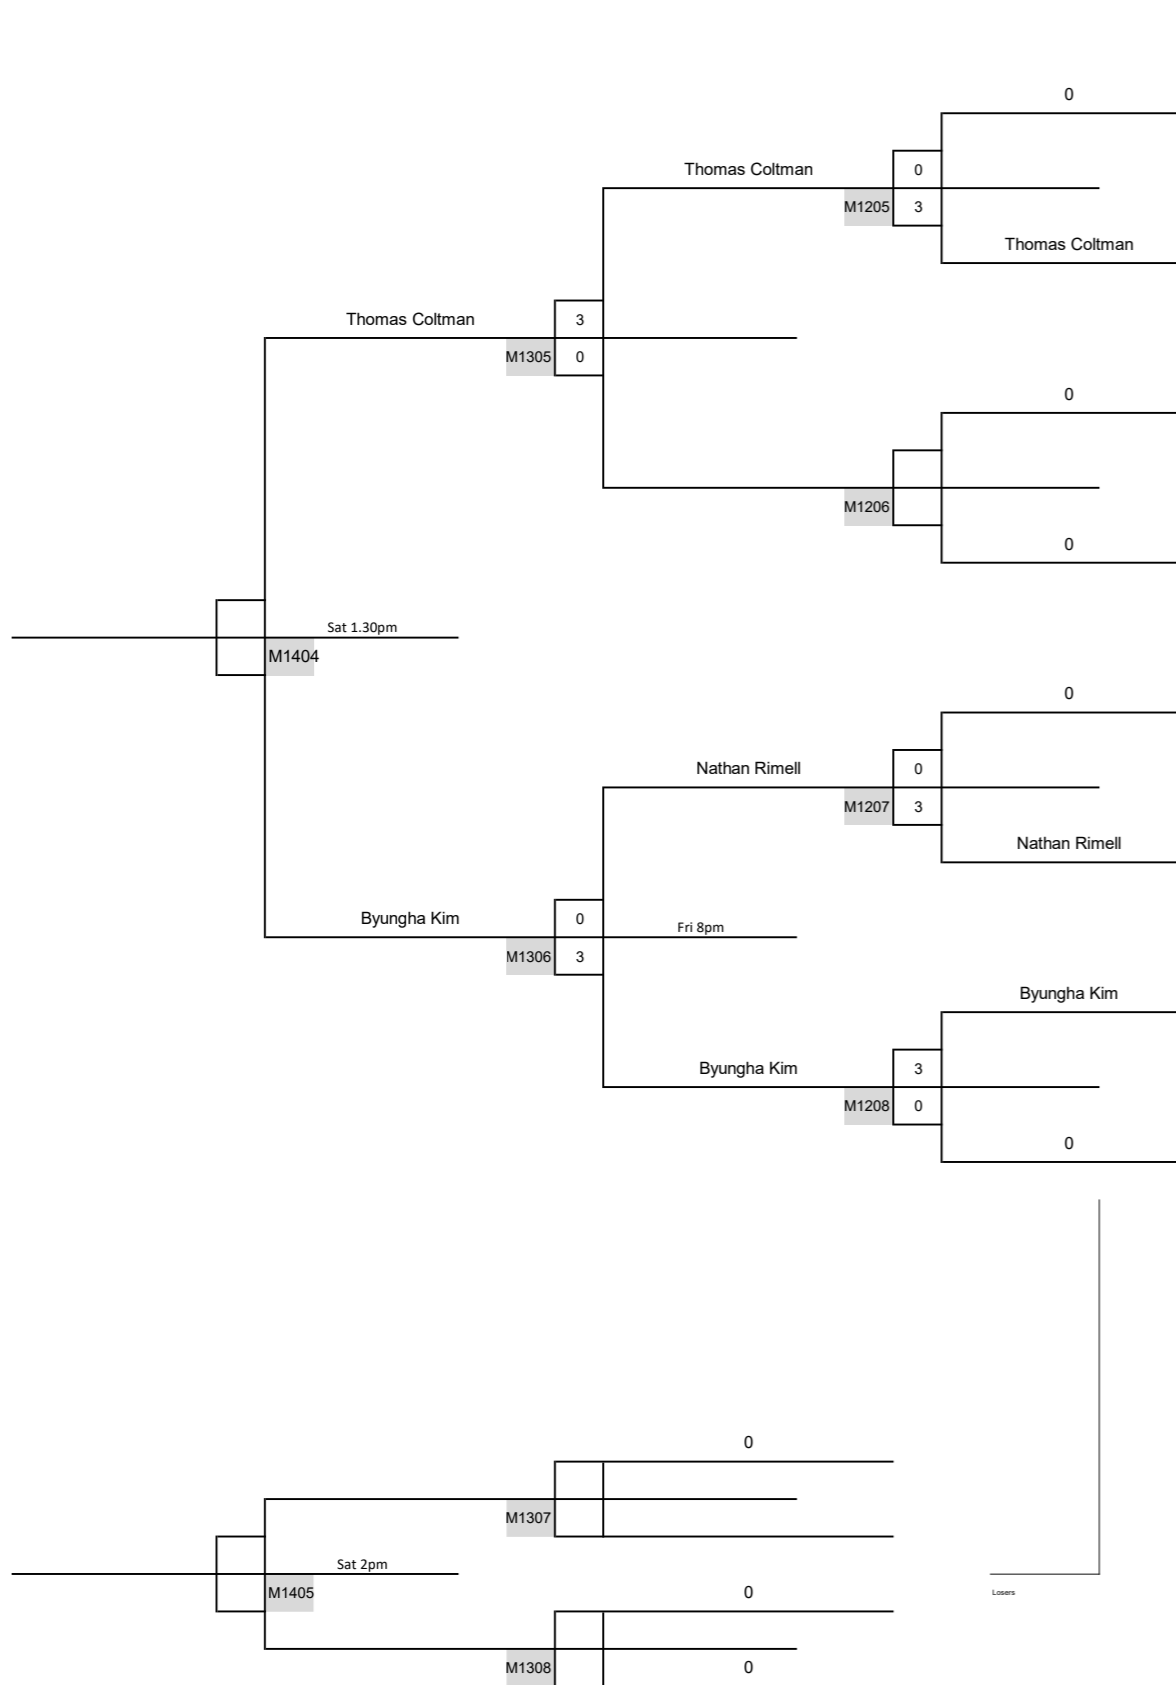 0
Thomas Coltman 0
M1205 3
Thomas Coltman
Thomas Coltman 3
M1305 0
0
M1206
0
Sat 1.30pm
M1404
0
Nathan Rimell 0
M1207 3
Nathan Rimell
Byungha Kim 0 Fri 8pm
M1306 3
Byungha Kim
Byungha Kim 3
M1208 0
0
0
M1307
Sat 2pm
M1405 0
Losers
M1308 0